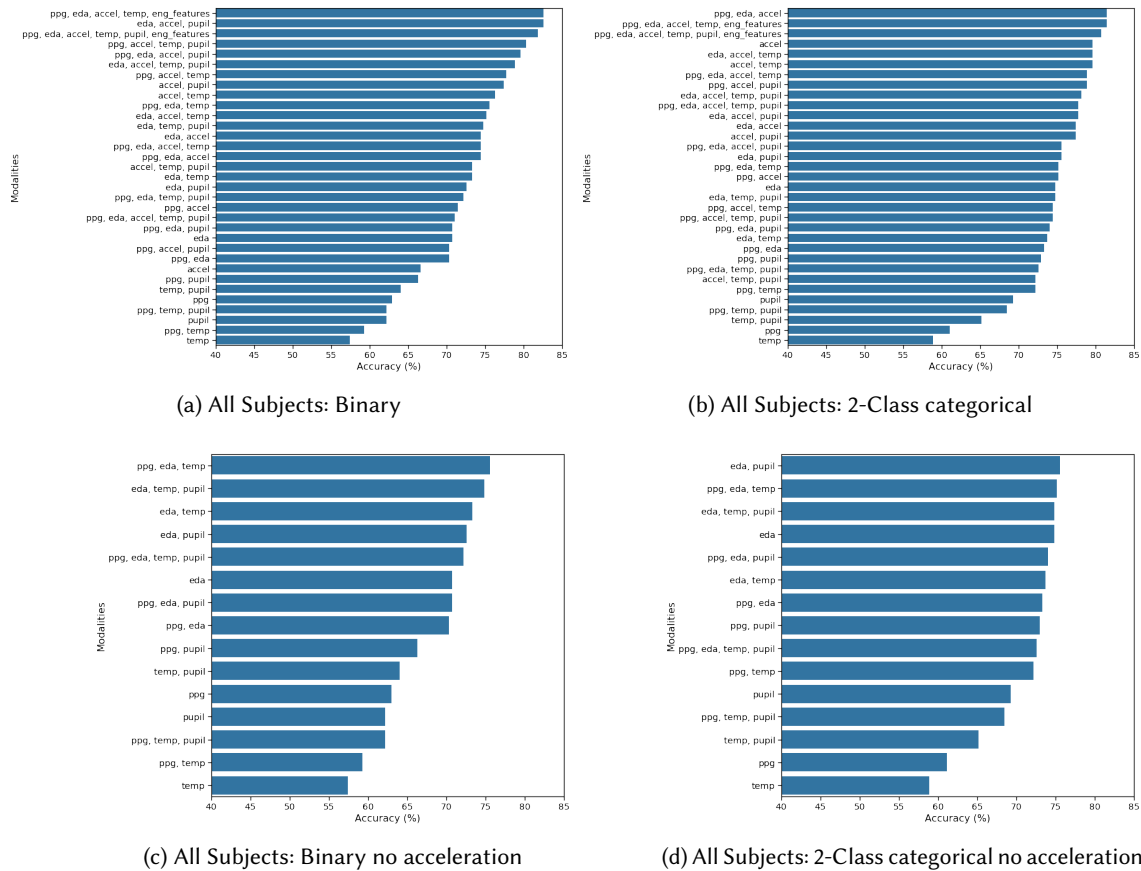 ppg, eda, accel, temp, eng_features
eda, accel, pupil
ppg, eda, accel, temp, pupil, eng_features
ppg, accel, temp, pupil
ppg, eda, accel, pupil
eda, accel, temp, pupil
ppg, accel, temp
accel, pupil
accel, temp
ppg, eda, temp
eda, accel, temp
eda, temp, pupil
eda, accel
ppg, eda, accel, temp
ppg, eda, accel
accel, temp, pupil
eda, temp
eda, pupil
ppg, eda, temp, pupil
ppg, accel
ppg, eda, accel, temp, pupil
ppg, eda, pupil
eda
ppg, accel, pupil
ppg, eda
accel
ppg, pupil
temp, pupil
ppg
ppg, temp, pupil
pupil
ppg, temp
temp
Modalities
40 45 50 55 60 65 70 75 80 85
Accuracy (%)
(a) All Subjects: Binary
ppg, eda, accel
ppg, eda, accel, temp, eng_features
ppg, eda, accel, temp, pupil, eng_features
accel
eda, accel, temp
accel, temp
ppg, eda, accel, temp
ppg, accel, pupil
eda, accel, temp, pupil
ppg, eda, accel, temp, pupil
eda, accel, pupil
eda, accel
accel, pupil
ppg, eda, accel, pupil
eda, pupil
ppg, eda, temp
ppg, accel
eda
eda, temp, pupil
ppg, accel, temp
ppg, accel, temp, pupil
ppg, eda, pupil
eda, temp
ppg, eda
ppg, pupil
ppg, eda, temp, pupil
accel, temp, pupil
ppg, temp
pupil
ppg, temp, pupil
temp, pupil
ppg
temp
Modalities
40 45 50 55 60 65 70 75 80 85
Accuracy (%)
(b) All Subjects: 2-Class categorical
ppg, eda, temp
eda, temp, pupil
eda, temp
eda, pupil
ppg, eda, temp, pupil
eda
ppg, eda, pupil
ppg, eda
ppg, pupil
temp, pupil
ppg
pupil
ppg, temp, pupil
ppg, temp
temp
Modalities
40 45 50 55 60 65 70 75 80 85
Accuracy (%)
(c) All Subjects: Binary no acceleration
eda, pupil
ppg, eda, temp
eda, temp, pupil
eda
ppg, eda, pupil
eda, temp
ppg, eda
ppg, pupil
ppg, eda, temp, pupil
ppg, temp
pupil
ppg, temp, pupil
temp, pupil
ppg
temp
Modalities
40 45 50 55 60 65 70 75 80 85
Accuracy (%)
(d) All Subjects: 2-Class categorical no acceleration